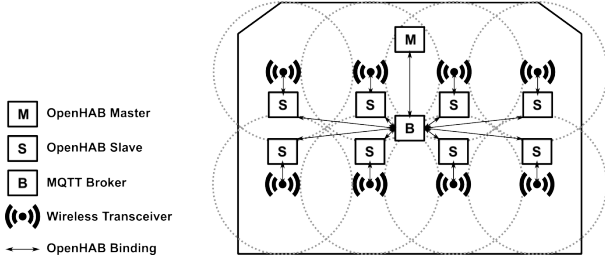 M OpenHAB Master
S OpenHAB Slave
B MQTT Broker
Wireless Transceiver
OpenHAB Binding
M
S S S S
B
S S S S